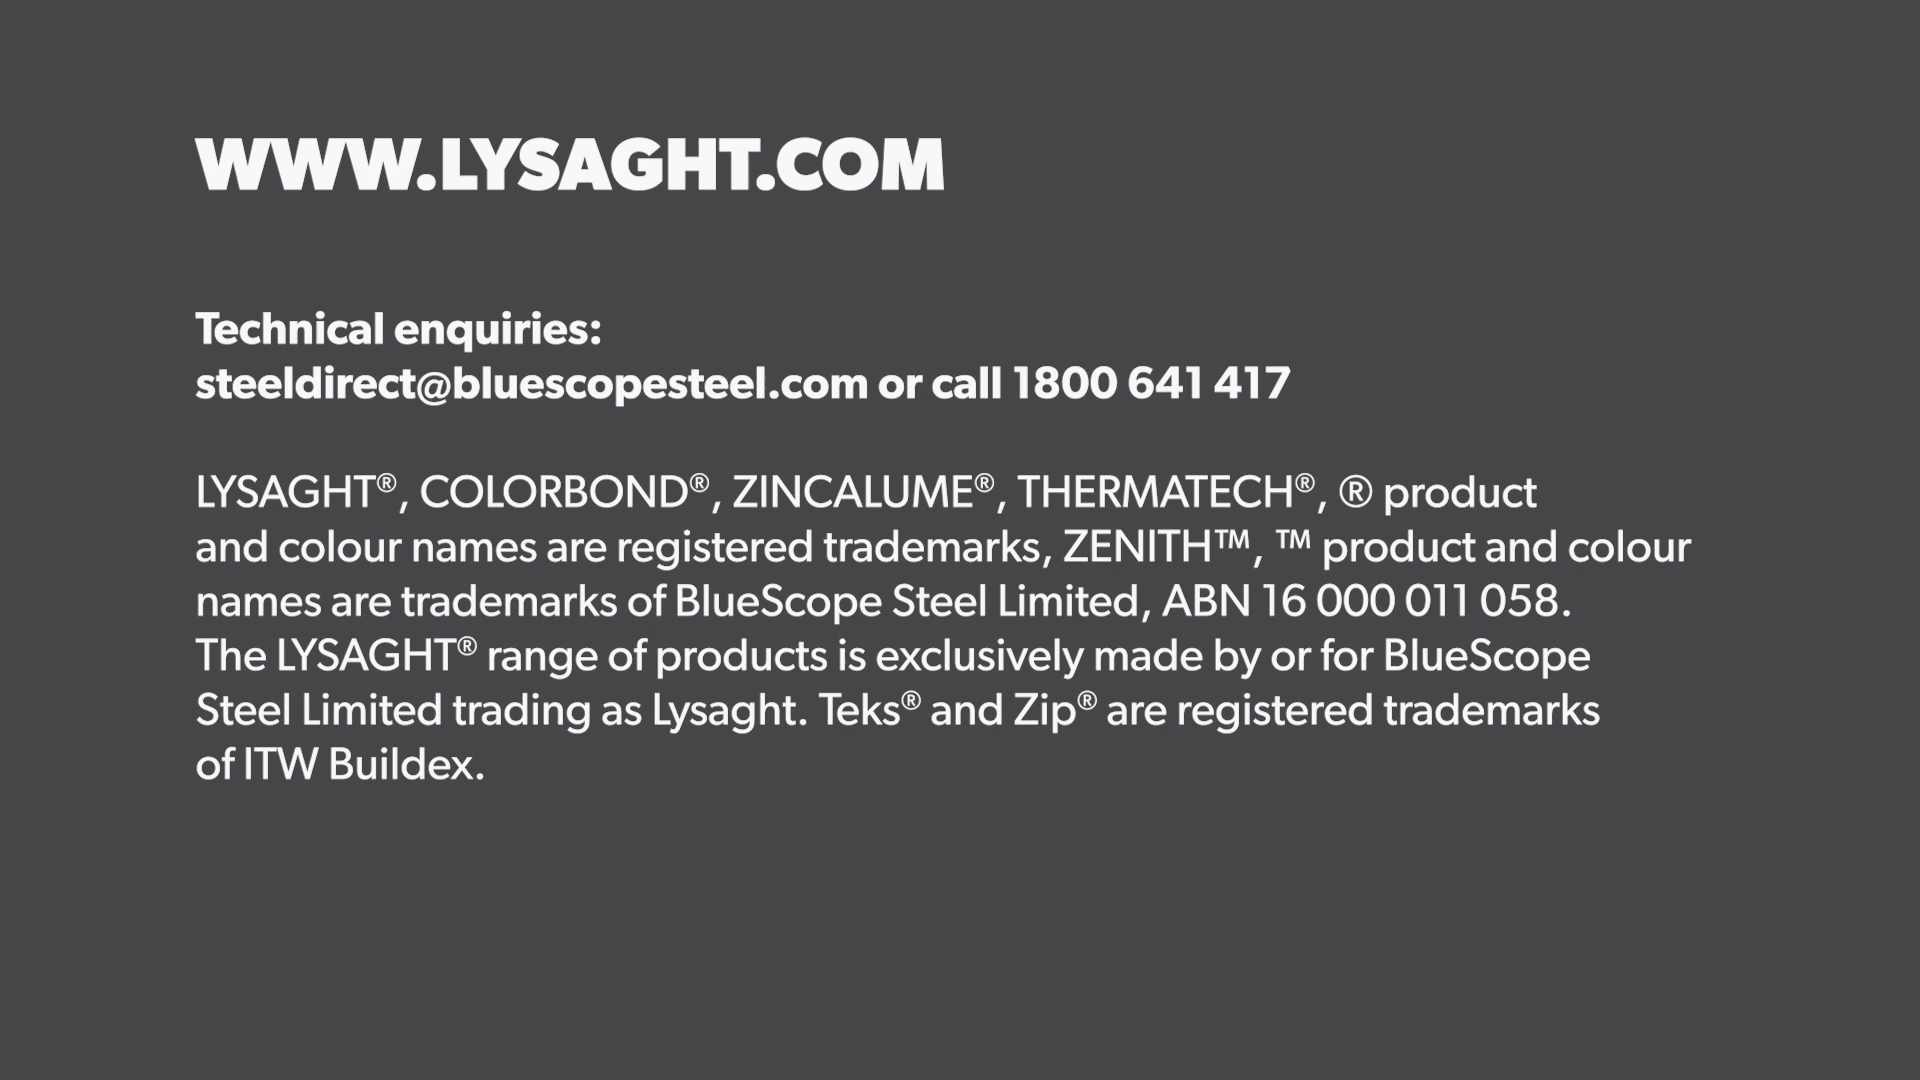 WWW.LYSAGHT.COM
Technical enquiries:
steeldirect@bluescopesteel.com or call 1800 641 417
LYSAGHT®, COLORBOND®, ZINCALUME®, THERMATECH®, ® product
and colour names are registered trademarks, ZENITH™, ™ product and colour
names are trademarks of BlueScope Steel Limited, ABN 16 000 011 058.
The LYSAGHT® range of products is exclusively made by or for BlueScope
Steel Limited trading as Lysaght. Teks® and Zip® are registered trademarks
of ITW Buildex.